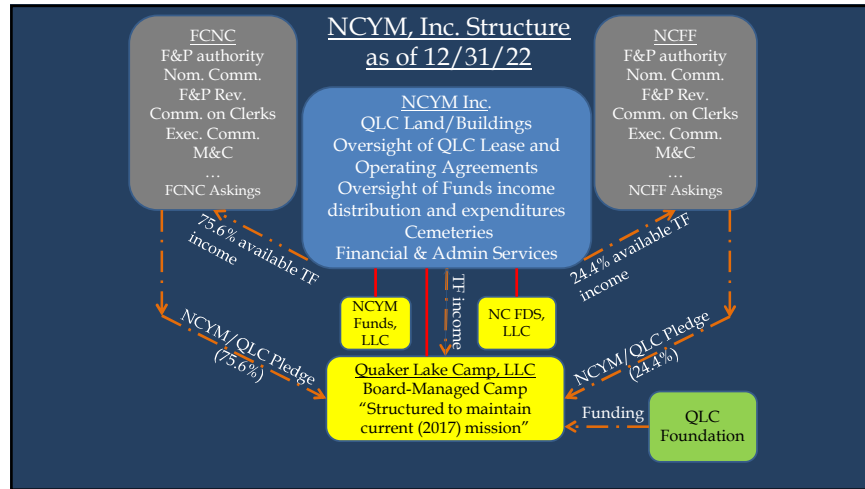 NCYM, Inc. Structure
as of 12/31/22
FCNC
F&P authority
Nom. Comm.
F&P Rev.
Comm. on Clerks
Exec. Comm.
M&C
…
FCNC Askings
NCYM Inc.
QLC Land/Buildings
Oversight of QLC Lease and
Operating Agreements
Oversight of Funds income
distribution and expenditures
Cemeteries
Financial & Admin Services
NCFF
F&P authority
Nom. Comm.
F&P Rev.
Comm. on Clerks
Exec. Comm.
M&C
…
NCFF Askings
75.6% available TF
income
24.4% available TF
income
NCYM
Funds,
LLC
TF income
NC FDS,
LLC
NCYM/QLC Pledge
(75.6%)
NCYM/QLC Pledge
(24.4%)
Quaker Lake Camp, LLC
Board-Managed Camp
“Structured to maintain
current (2017) mission”
Funding
QLC
Foundation